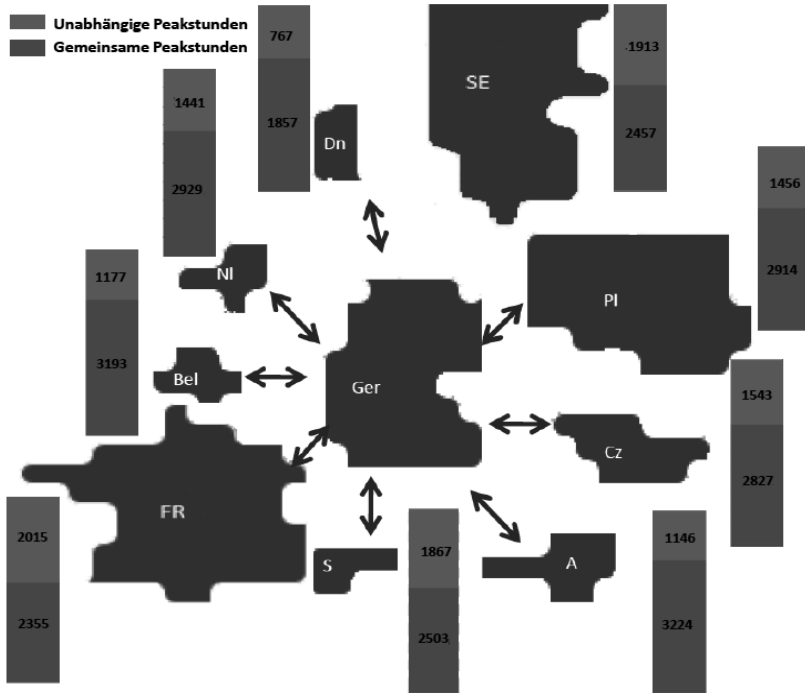 Unabhängige Peakstunden
Gemeinsame Peakstunden
767
1857
Dn
SE
1913
2457
1441
2929
Nl
1456
2914
Pl
1177
3193
Bel
Ger
1543
2827
Cz
FR
2015
2355
S
1867
2503
A
1146
3224